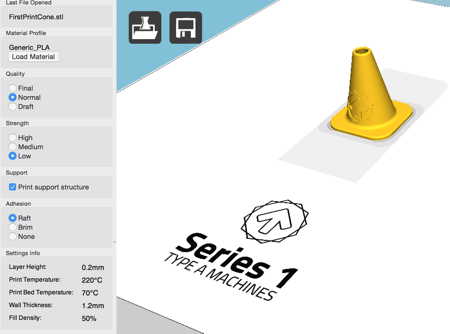 Last File Opened
FirstPrintCone.stl
Material Profile
Generic_PLA
Load Material
Quality
Final
Normal
Draft
Strength
High
Medium
Low
Support
Print support structure
Adhesion
Raft
Brim
None
Settings Info
Layer Height: 0.2mm
Print Temperature: 220°C
Print Bed Temperature: 70°C
Wall Thickness: 1.2mm
Fill Density: 50%
Series 1
TYPE A MACHINES